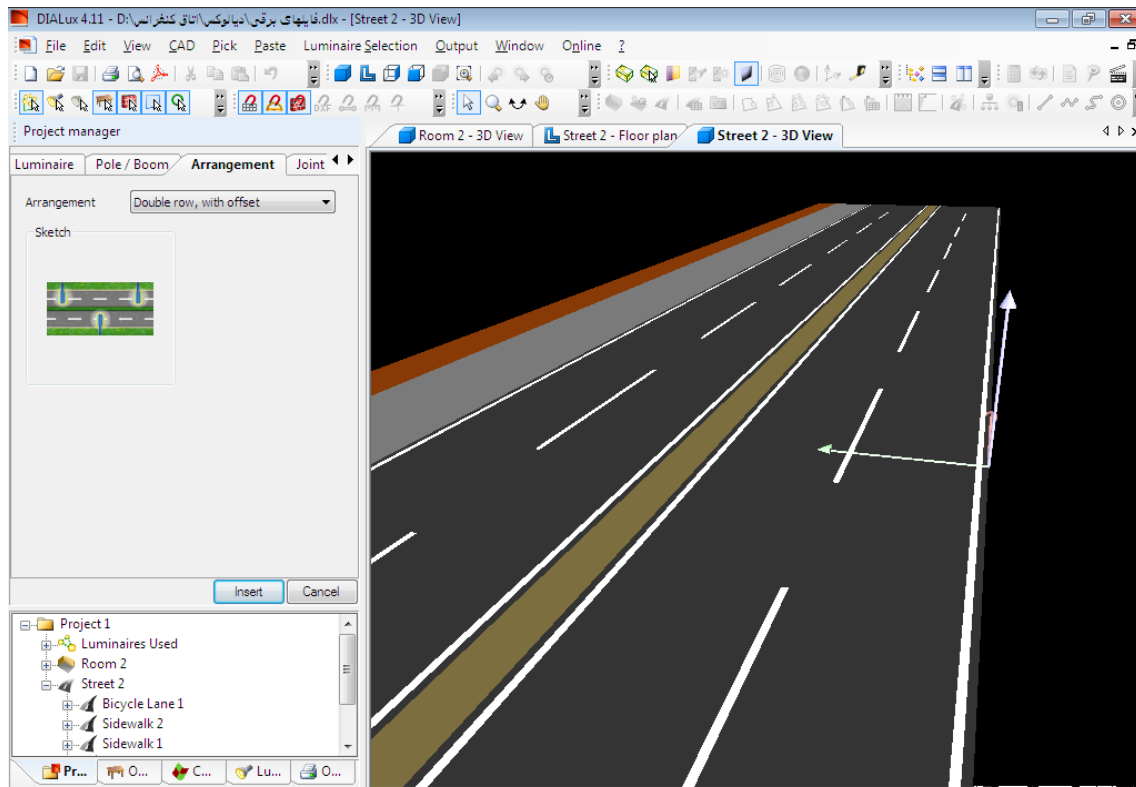 DIALux 4.11 - D:\فایلهای برقی\دیالوکس\اتاق کنفرانس.dlx - [Street 2 - 3D View]
File Edit View CAD Pick Paste Luminaire Selection Output Window Online ?
Project manager
Room 2 - 3D View Street 2 - Floor plan Street 2 - 3D View
Luminaire Pole / Boom Arrangement Joint
Arrangement Double row, with offset
Sketch
Insert Cancel
Project 1
Luminaires Used
Room 2
Street 2
Bicycle Lane 1
Sidewalk 2
Sidewalk 1
Pr... O... C... Lu... O...